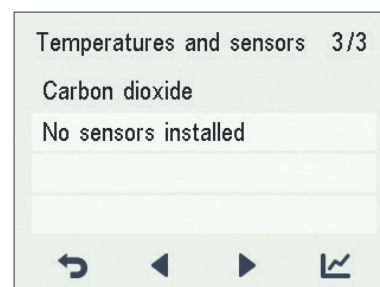 Temperatures and sensors 3/3
Carbon dioxide
No sensors installed